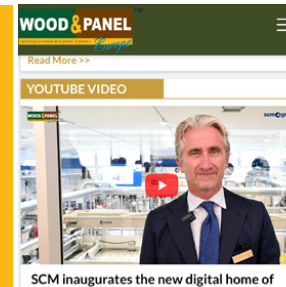 WOOD & PANEL
Europe
Read More >>
YOUTUBE VIDEO
WOOD & PANEL
SCM inaugurates the new digital home of